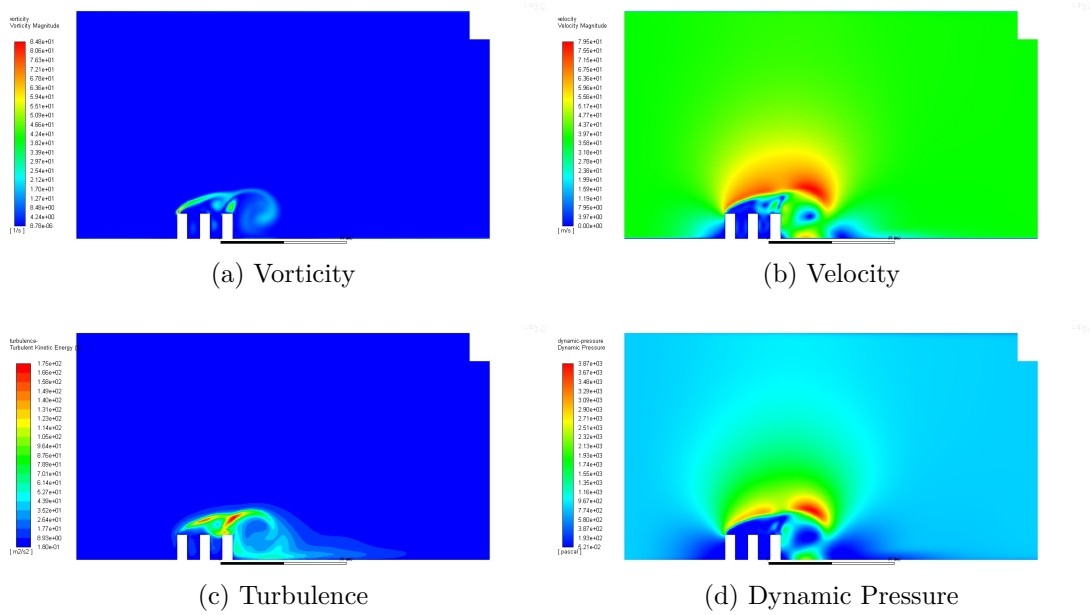 vorticity
Vorticity Magnitude
8.48e+01
8.06e+01
7.63e+01
7.21e+01
6.78e+01
6.36e+01
5.94e+01
5.51e+01
5.09e+01
4.66e+01
4.24e+01
3.82e+01
3.39e+01
2.97e+01
2.54e+01
2.12e+01
1.70e+01
1.27e+01
8.48e+00
4.24e+00
8.78e-06
[ 1/s ]
(a) Vorticity
velocity
Velocity Magnitude
7.95e+01
7.55e+01
7.15e+01
6.76e+01
6.36e+01
5.96e+01
5.56e+01
5.17e+01
4.77e+01
4.37e+01
3.97e+01
3.58e+01
3.18e+01
2.78e+01
2.38e+01
1.99e+01
1.59e+01
1.19e+01
7.95e+00
3.97e+00
0.00e+00
[ m/s ]
(b) Velocity
turbulence-
Turbulent Kinetic Energy (
1.75e+02
1.66e+02
1.58e+02
1.49e+02
1.40e+02
1.31e+02
1.23e+02
1.14e+02
1.05e+02
9.64e+01
8.76e+01
7.89e+01
7.01e+01
6.14e+01
5.27e+01
4.39e+01
3.52e+01
2.64e+01
1.77e+01
8.93e+00
1.80e-01
[ m2/s2 ]
(c) Turbulence
dynamic-pressure
Dynamic Pressure
3.87e+03
3.67e+03
3.48e+03
3.29e+03
3.09e+03
2.90e+03
2.71e+03
2.51e+03
2.32e+03
2.13e+03
1.93e+03
1.74e+03
1.55e+03
1.35e+03
1.16e+03
9.67e+02
7.74e+02
5.80e+02
3.87e+02
1.93e+02
5.21e-02
[ pascal ]
(d) Dynamic Pressure